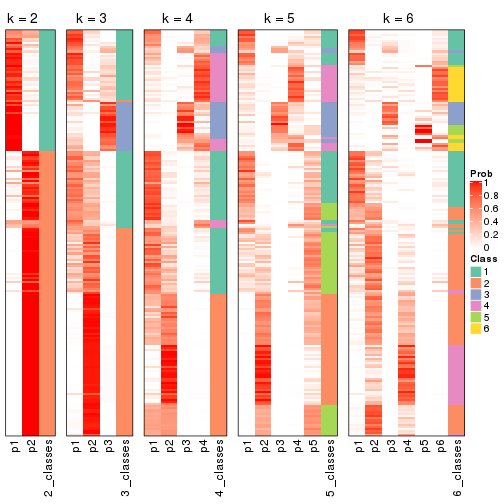 k = 2
k = 3
k = 4
k = 5
k = 6
Prob
1
0.8
0.6
0.4
0.2
0
Class
1
2
3
4
5
6
p1
p2
2_classes
p1
p2
p3
3_classes
p1
p2
p3
p4
4_classes
p1
p2
p3
p4
p5
5_classes
p1
p2
p3
p4
p5
p6
6_classes